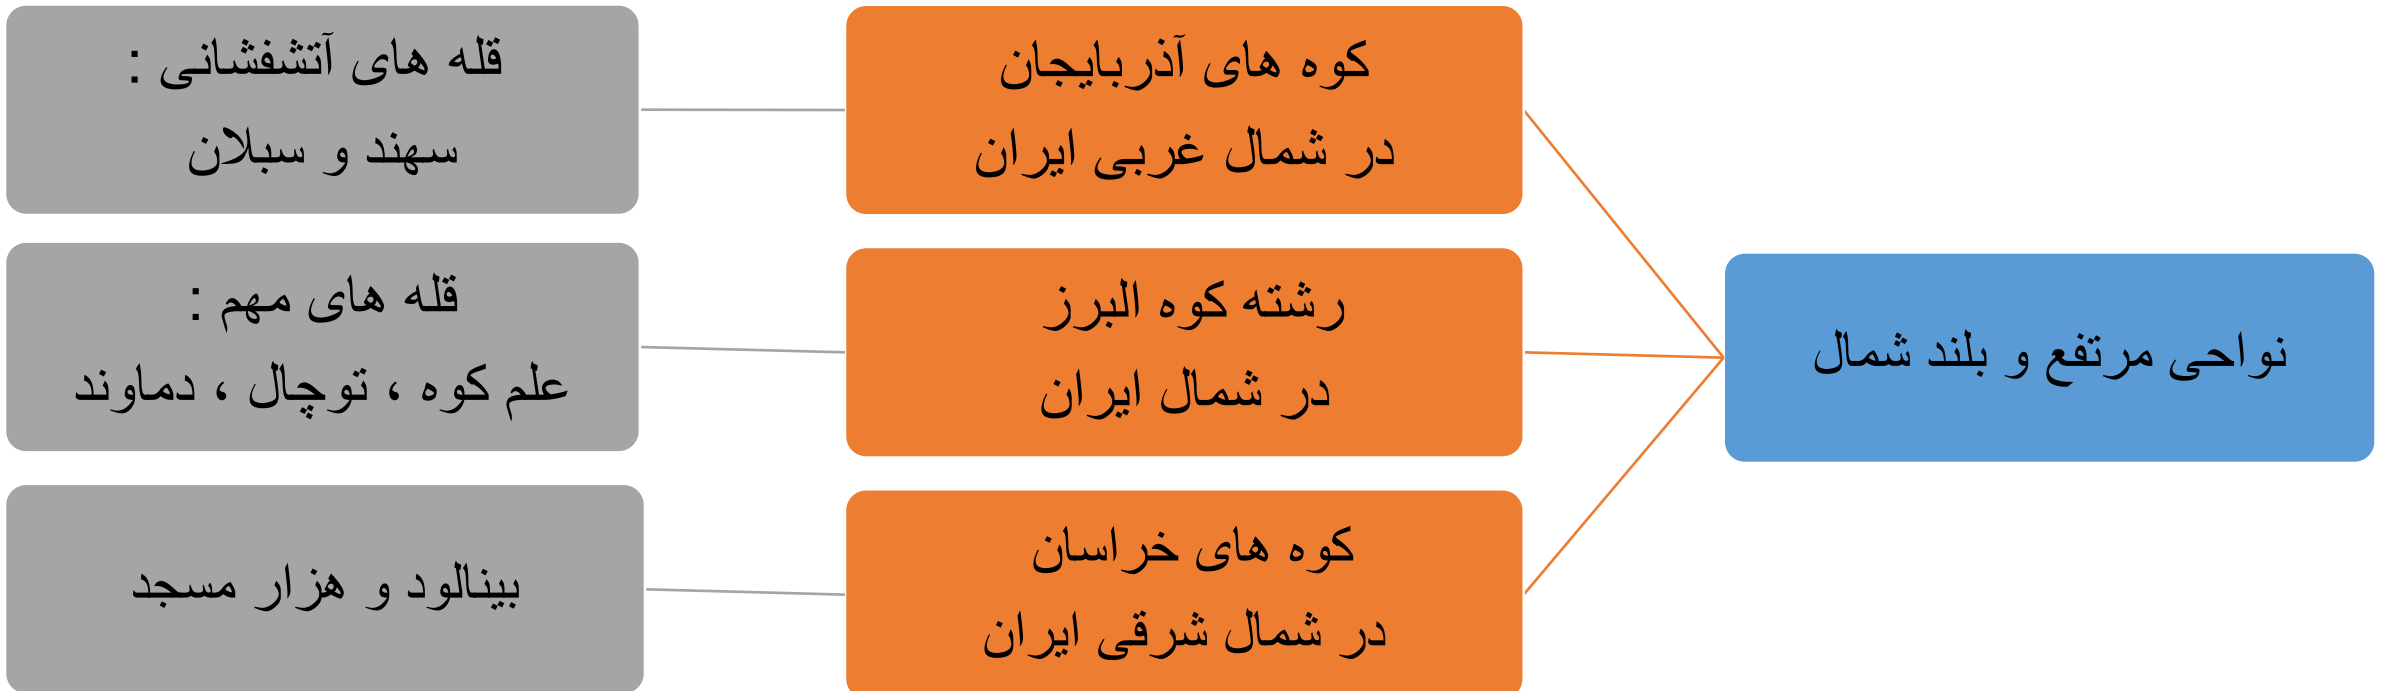 نواحی مرتفع و بلند شمال
کوه های آذربایجان
در شمال غربی ایران
قله های آتشفشانی :
سهند و سبلان
رشته کوه البرز
در شمال ایران
قله های مهم :
علم کوه ، توچال ، دماوند
کوه های خراسان
در شمال شرقی ایران
بینالود و هزار مسجد